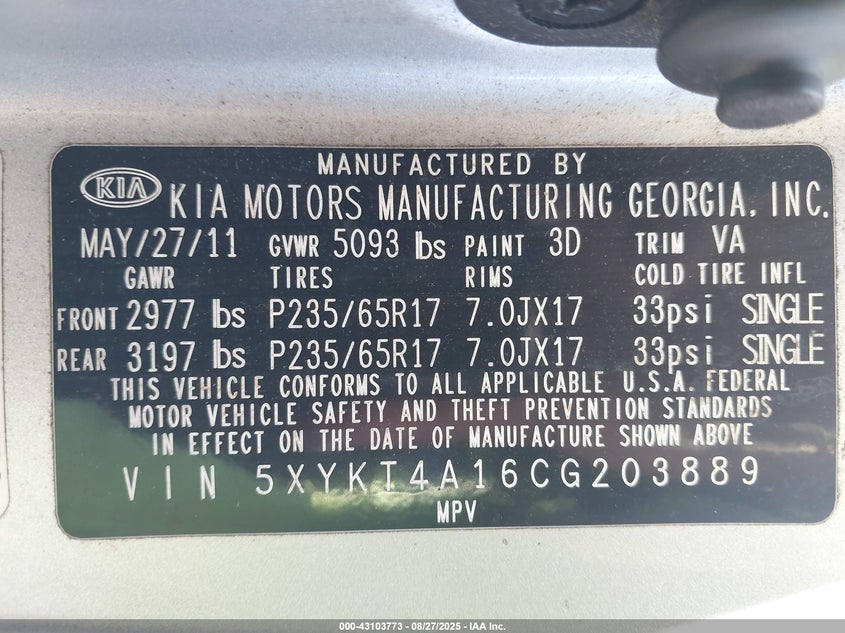 MANUFACTURED BY
KIA KIA MOTORS MANUFACTURING GEORGIA, INC.
MAY/27/11 GVWR 5093 lbs PAINT 3D TRIM VA
GAWR TIRES RIMS COLD TIRE INFL
FRONT 2977 lbs P235/65R17 7.0JX17 33psi SINGLE
REAR 3197 lbs P235/65R17 7.0JX17 33psi SINGLE
THIS VEHICLE CONFORMS TO ALL APPLICABLE U.S.A. FEDERAL
MOTOR VEHICLE SAFETY AND THEFT PREVENTION STANDARDS
IN EFFECT ON THE DATE OF MANUFACTURE SHOWN ABOVE
VIN 5XYKT4A16CG203889
MPV
000-43103773 - 08/27/2025 - IAA Inc.